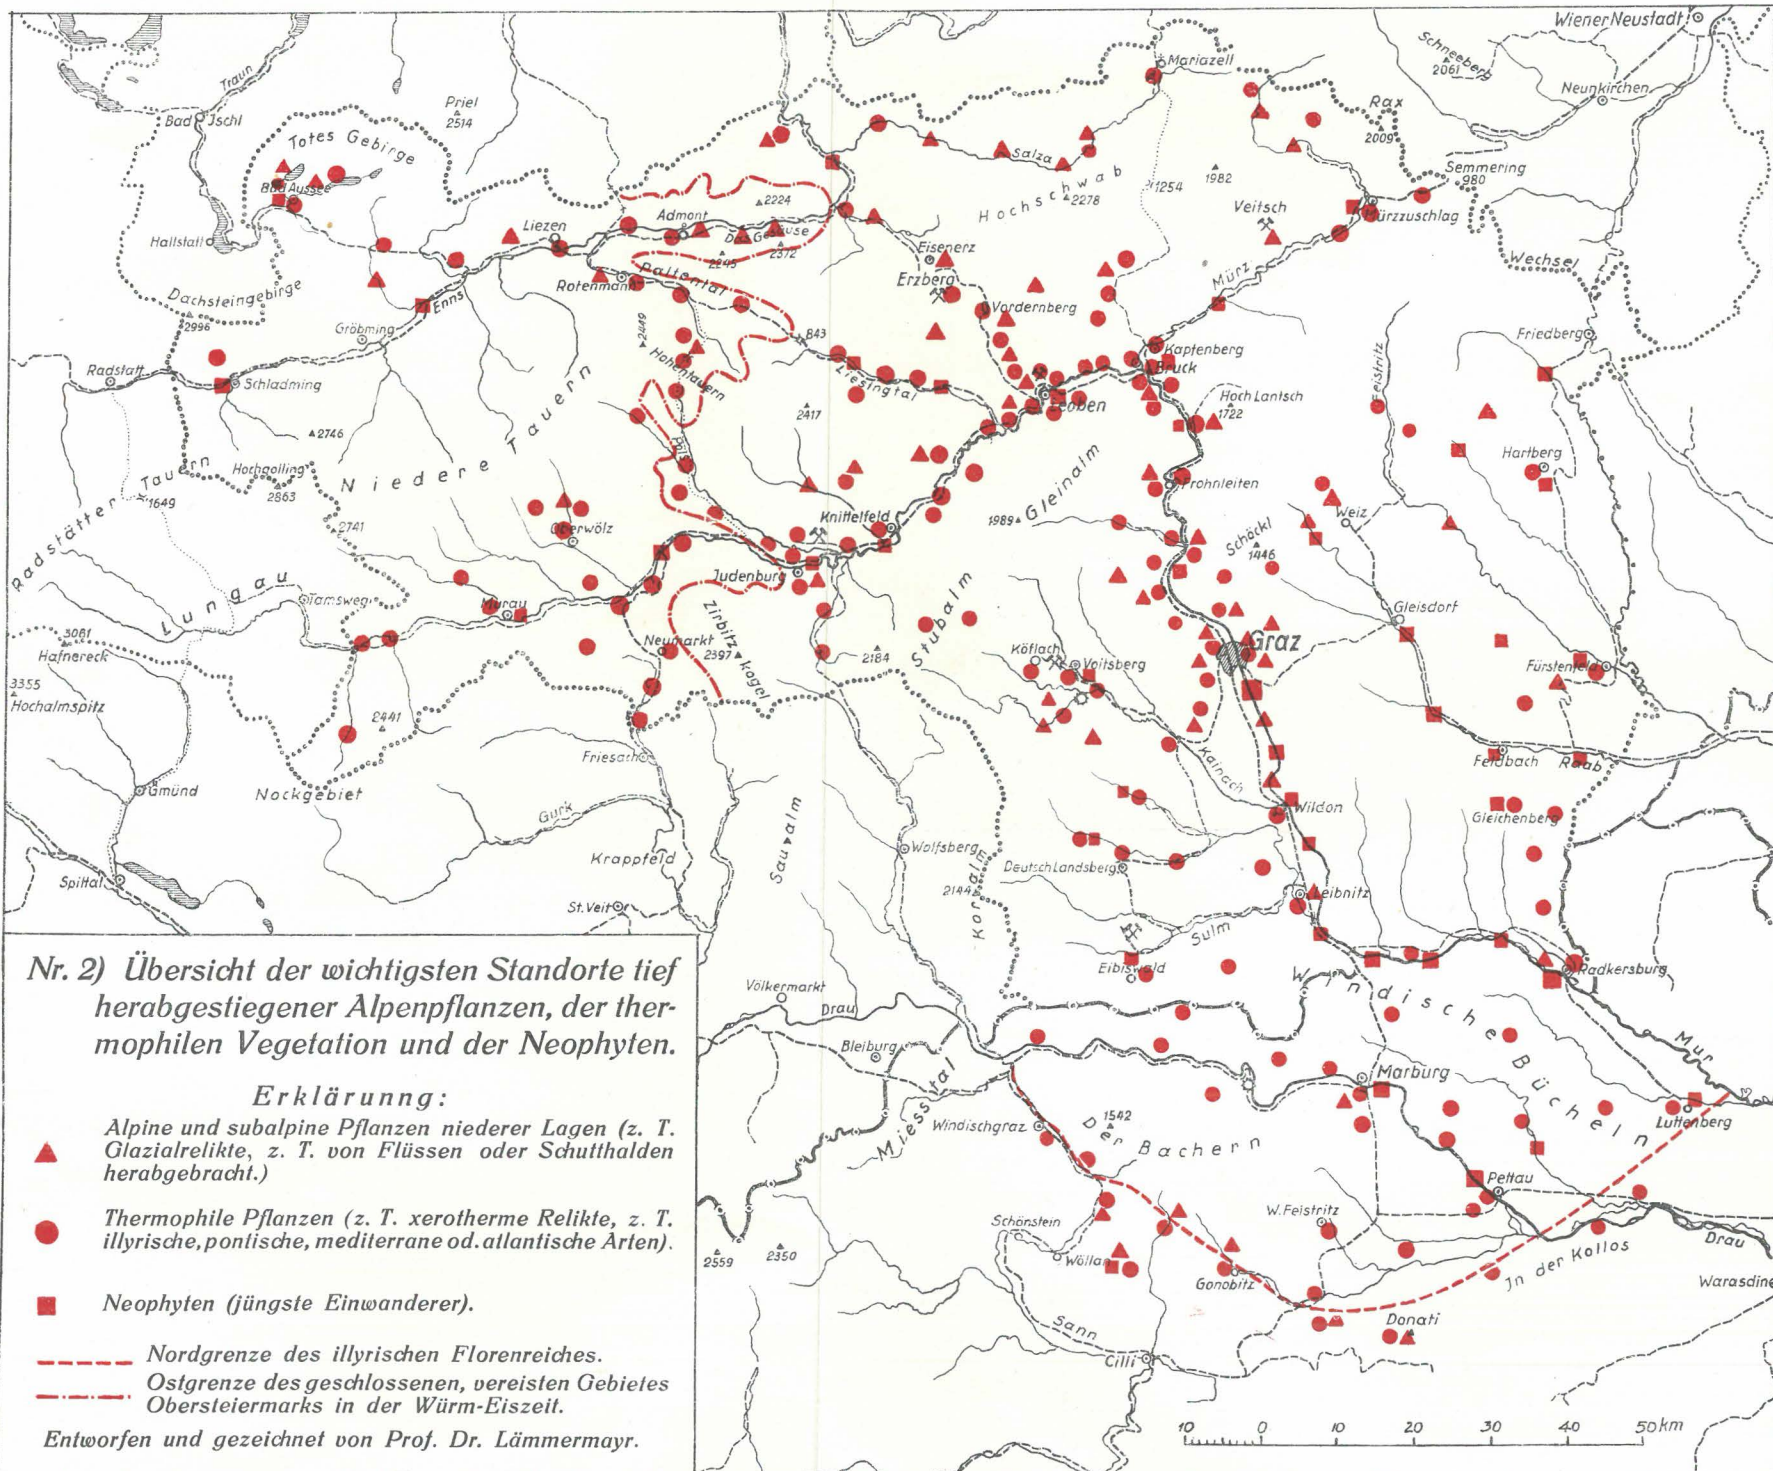 Wiener Neustadt
Mariazell
Schneeberg
2061
Traun
Priel
2514
Neunkirchen
Rax
2009
Bad Jschl
Totes Gebirge
Salza
Semmering
980
Bad Aussee
Hochschwab
2278
1254
1982
Veitsch
Mürzzuschlag
2224
Admont
Das Gesäuse
2372
2245
Liezen
Hallstatt
Eisenerz
Erzberg
Wechsel
Paltental
Rotenmann
Mürz
Dachsteingebirge
2996
Enns
Vordernberg
Gröbming
2449
843
Friedberg
Hohentauern
Kapfenberg
Bruck
Radstatt
Schladming
Liesingtal
Feistritz
Leoben
Hoch Lantsch
1722
2417
2746
Niedere Tauern
Pöls
Hartberg
Radstätter Tauern
Hochgolling
2863
1649
Gleinalm
1989
Frohnleiten
Knittelfeld
2741
Weiz
Schöckl
1446
Oberwölz
Judenburg
Lungau
Tamsweg
Murau
Zirbitzkogel
2397
Stubalm
Gleisdorf
3061
Hafnereck
Neumarkt
2184
Graz
Köflach
Voitsberg
Fürstenfeld
3355
Hochalmspitz
2441
Friesach
Kainach
Feldbach
Raab
Gmünd
Nockgebiet
Gurk
Wildon
Gleichenberg
Krappfeld
Saualm
Wolfsberg
Deutsch Landsberg
2144
Koralm
Spittal
St. Veit
Leibnitz
Sulm
Eibiswald
Radkersburg
Windische Bücheln
Nr. 2) Übersicht der wichtigsten Standorte tief
herabgestiegener Alpenpflanzen, der ther-
mophilen Vegetation und der Neophyten.
Völkermarkt
Drau
Bleiburg
Mur
Miesstal
Marburg
Erklärunng:
Alpine und subalpine Pflanzen niederer Lagen (z. T.
Glazialrelikte, z. T. von Flüssen oder Schutthalden
herabgebracht.)
Windischgraz
1542
Der Bachern
Luttenberg
Pettau
Thermophile Pflanzen (z. T. xerotherme Relikte, z. T.
illyrische, pontische, mediterrane od. atlantische Arten).
Schönstein
W. Feistritz
2559
2350
Wöllan
Gonobitz
Jn der Kollos
Drau
Warasdine
Neophyten (jüngste Einwanderer).
Donati
Sann
Cilli
Nordgrenze des illyrischen Florenreiches.
Ostgrenze des geschlossenen, vereisten Gebietes
Obersteiermarks in der Würm-Eiszeit.
Entworfen und gezeichnet von Prof. Dr. Lämmermayr.
10 0 10 20 30 40 50 km